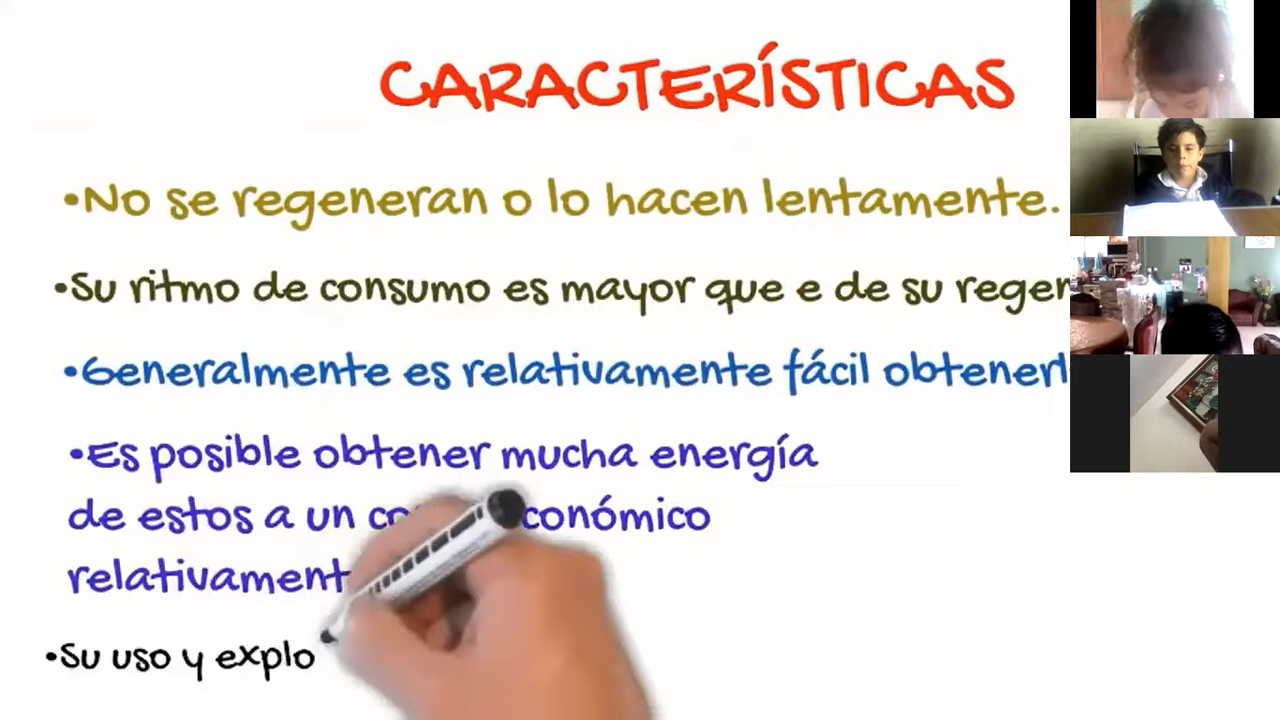 CARACTERÍSTICAS
•No se regeneran o lo hacen lentamente.
•Su ritmo de consumo es mayor que e de su regen
•Generalmente es relativamente fácil obtenerl
•Es posible obtener mucha energía
de estos a un conómico
relativament
•Su uso y explo